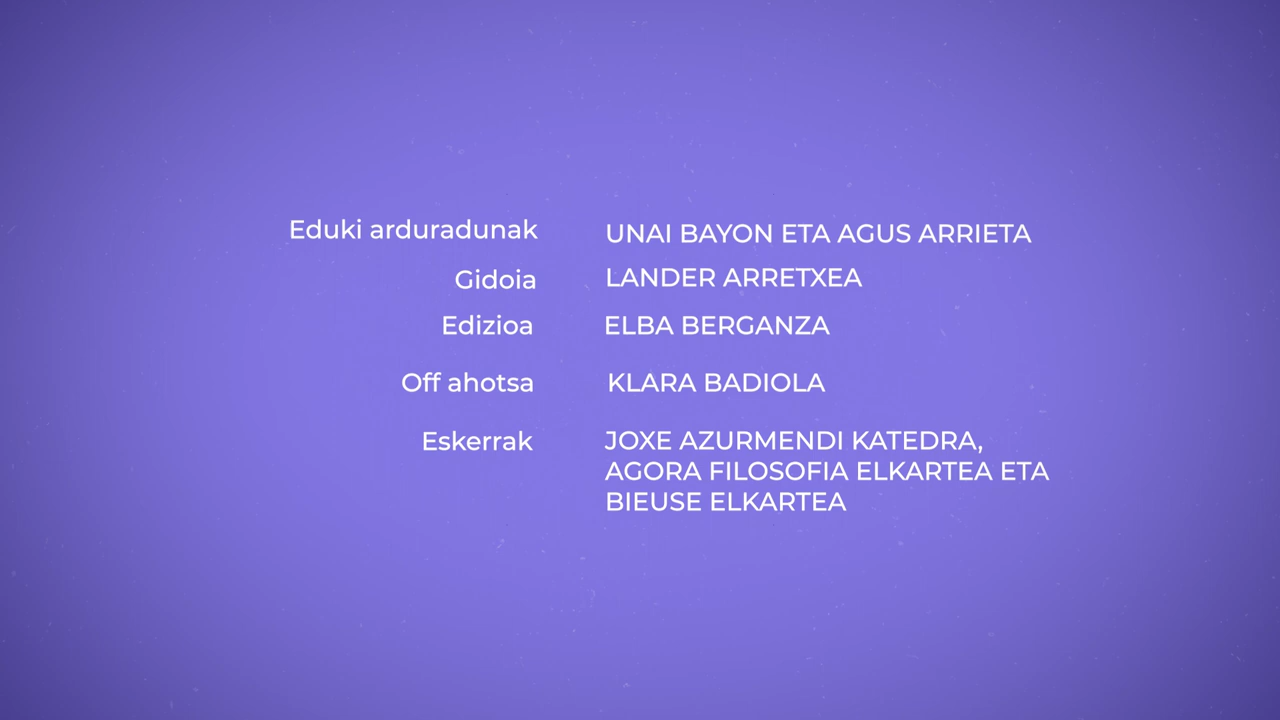 Eduki arduradunak UNAI BAYON ETA AGUS ARRIETA
Gidoia LANDER ARRETXEA
Edizioa ELBA BERGANZA
Off ahotsa KLARA BADIOLA
Eskerrak JOXE AZURMENDI KATEDRA,
AGORA FILOSOFIA ELKARTEA ETA
BIEUSE ELKARTEA